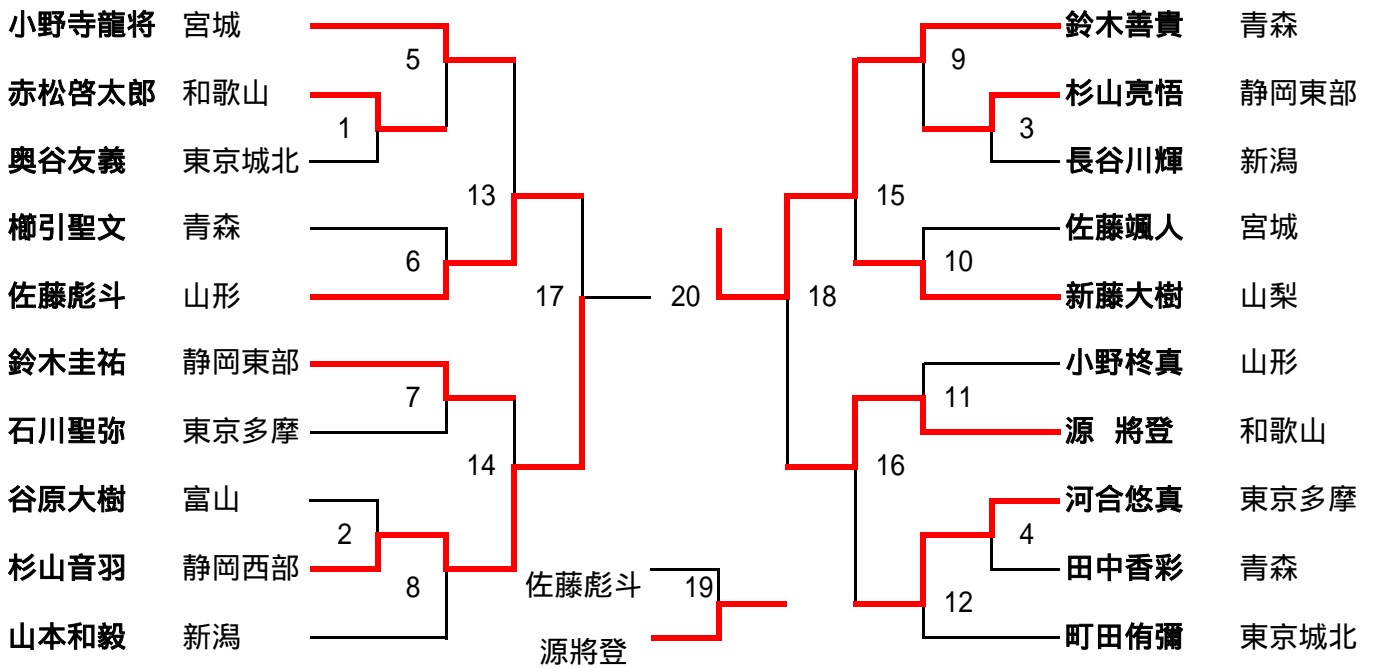 小野寺龍将 宮城
赤松啓太郎 和歌山
奥谷友義 東京城北
櫛引聖文 青森
佐藤彪斗 山形
鈴木圭祐 静岡東部
石川聖弥 東京多摩
谷原大樹 富山
杉山音羽 静岡西部
山本和毅 新潟
5
1
13
6
17
7
14
2
8
20
佐藤彪斗
19
源將登
9
3
15
10
18
11
16
4
12
鈴木善貴 青森
杉山亮悟 静岡東部
長谷川輝 新潟
佐藤颯人 宮城
新藤大樹 山梨
小野柊真 山形
源 將登 和歌山
河合悠真 東京多摩
田中香彩 青森
町田侑彌 東京城北